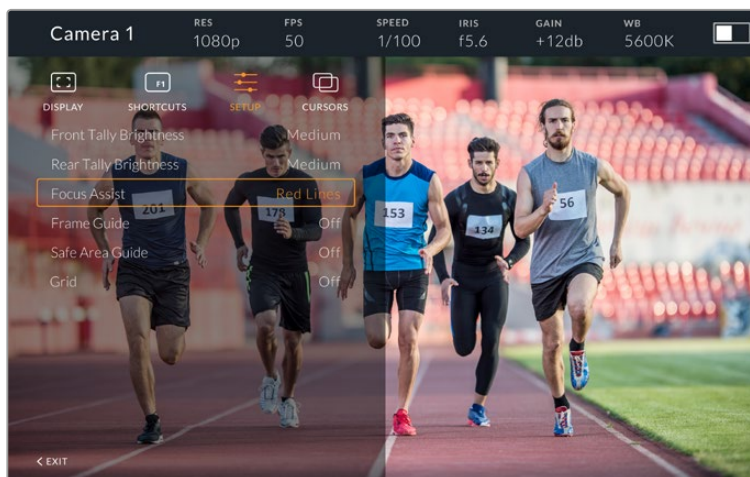 Camera 1
RES FPS SPEED IRIS GAIN WB
1080p 50 1/100 f5.6 +12db 5600K
F1
DISPLAY SHORTCUTS SETUP CURSORS
Front Tally Brightness Medium
Rear Tally Brightness Medium
Focus Assist Red Lines
Frame Guide Off
Safe Area Guide Off
Grid Off
201
178
153
134
56
EXIT